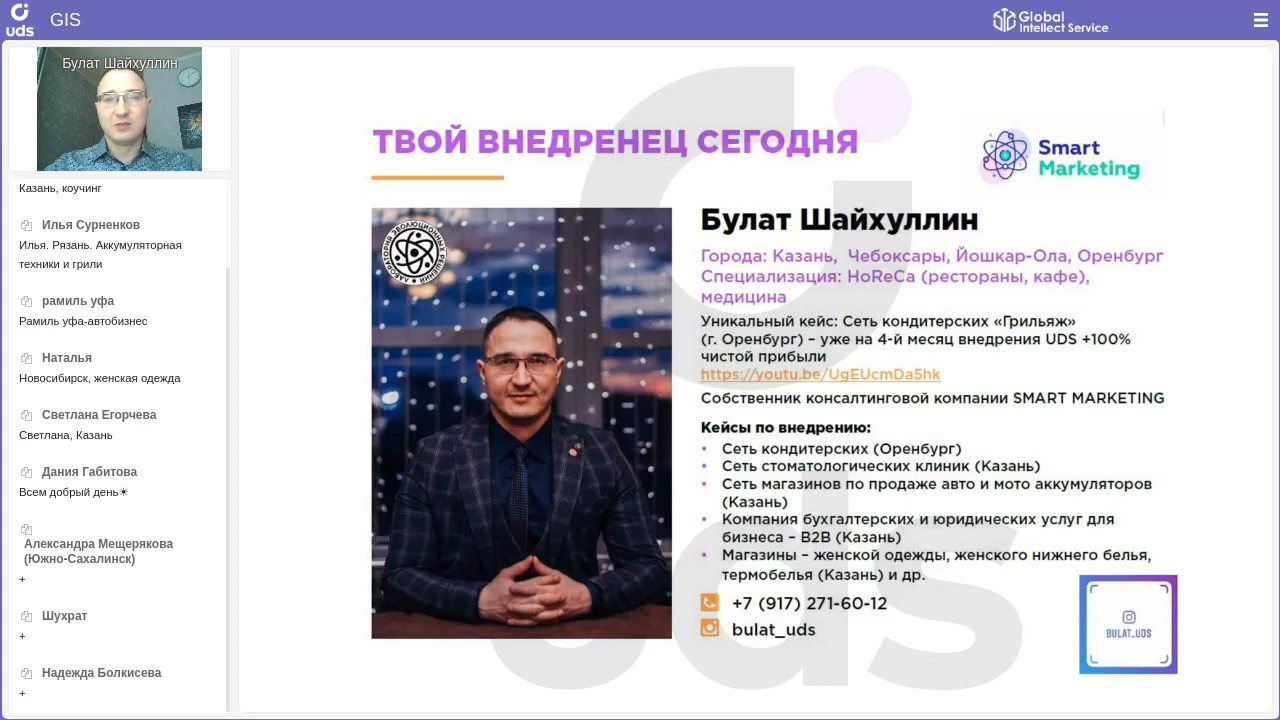 uds
GIS
Global
Intellect Service
Булат Шайхуллин
Казань, коучинг
Илья Сурненков
Илья. Рязань. Аккумуляторная
техники и грили
рамиль уфа
Рамиль уфа-автобизнес
Наталья
Новосибирск, женская одежда
Светлана Егорчева
Светлана, Казань
Дания Габитова
Всем добрый день☀
Александра Мещерякова
(Южно-Сахалинск)
+
Шухрат
+
Надежда Болкисева
+
ТВОЙ ВНЕДРЕНЕЦ СЕГОДНЯ
Smart
Marketing
ЛАБОРАТОРИЯ ЭВОЛЮЦИОННЫХ РЕШЕНИЙ
Булат Шайхуллин
Города: Казань, Чебоксары, Йошкар-Ола, Оренбург
Специализация: HoReCa (рестораны, кафе),
медицина
Уникальный кейс: Сеть кондитерских «Грильяж»
(г. Оренбург) – уже на 4-й месяц внедрения UDS +100%
чистой прибыли
https://youtu.be/UgEUcmDa5hk
Собственник консалтинговой компании SMART MARKETING
Кейсы по внедрению:
• Сеть кондитерских (Оренбург)
• Сеть стоматологических клиник (Казань)
• Сеть магазинов по продаже авто и мото аккумуляторов
(Казань)
• Компания бухгалтерских и юридических услуг для
бизнеса – B2B (Казань)
• Магазины – женской одежды, женского нижнего белья,
термобелья (Казань) и др.
+7 (917) 271-60-12
bulat_uds
BULAT_UDS
uds